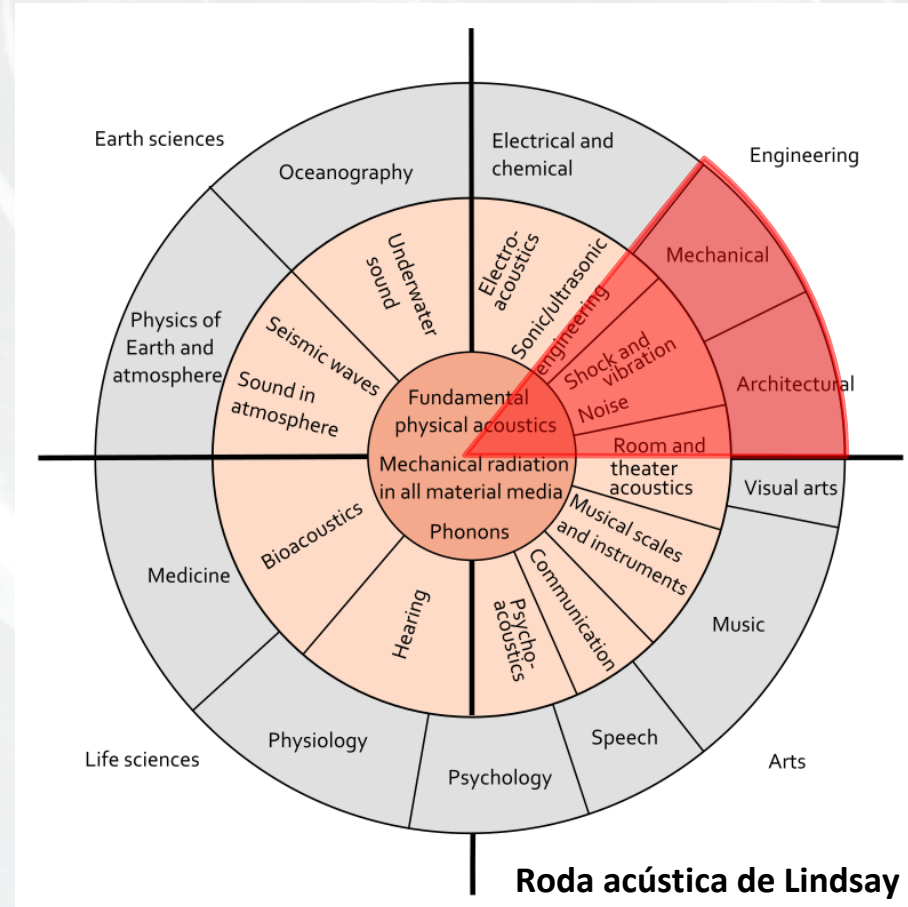 Earth sciences
Engineering
Oceanography
Electrical and
chemical
Mechanical
Physics of
Earth and
atmosphere
Architectural
Underwater
sound
Electro-
acoustics
Sonic/ultrasonic
engineering
Seismic waves
Sound in
atmosphere
Shock and
vibration
Noise
Fundamental
physical acoustics
Mechanical radiation
in all material media
Phonons
Room and
theater
acoustics
Visual arts
Musical scales
and instruments
Music
Communication
Psycho-
acoustics
Bioacoustics
Hearing
Medicine
Physiology
Psychology
Speech
Life sciences
Arts
Roda acústica de Lindsay